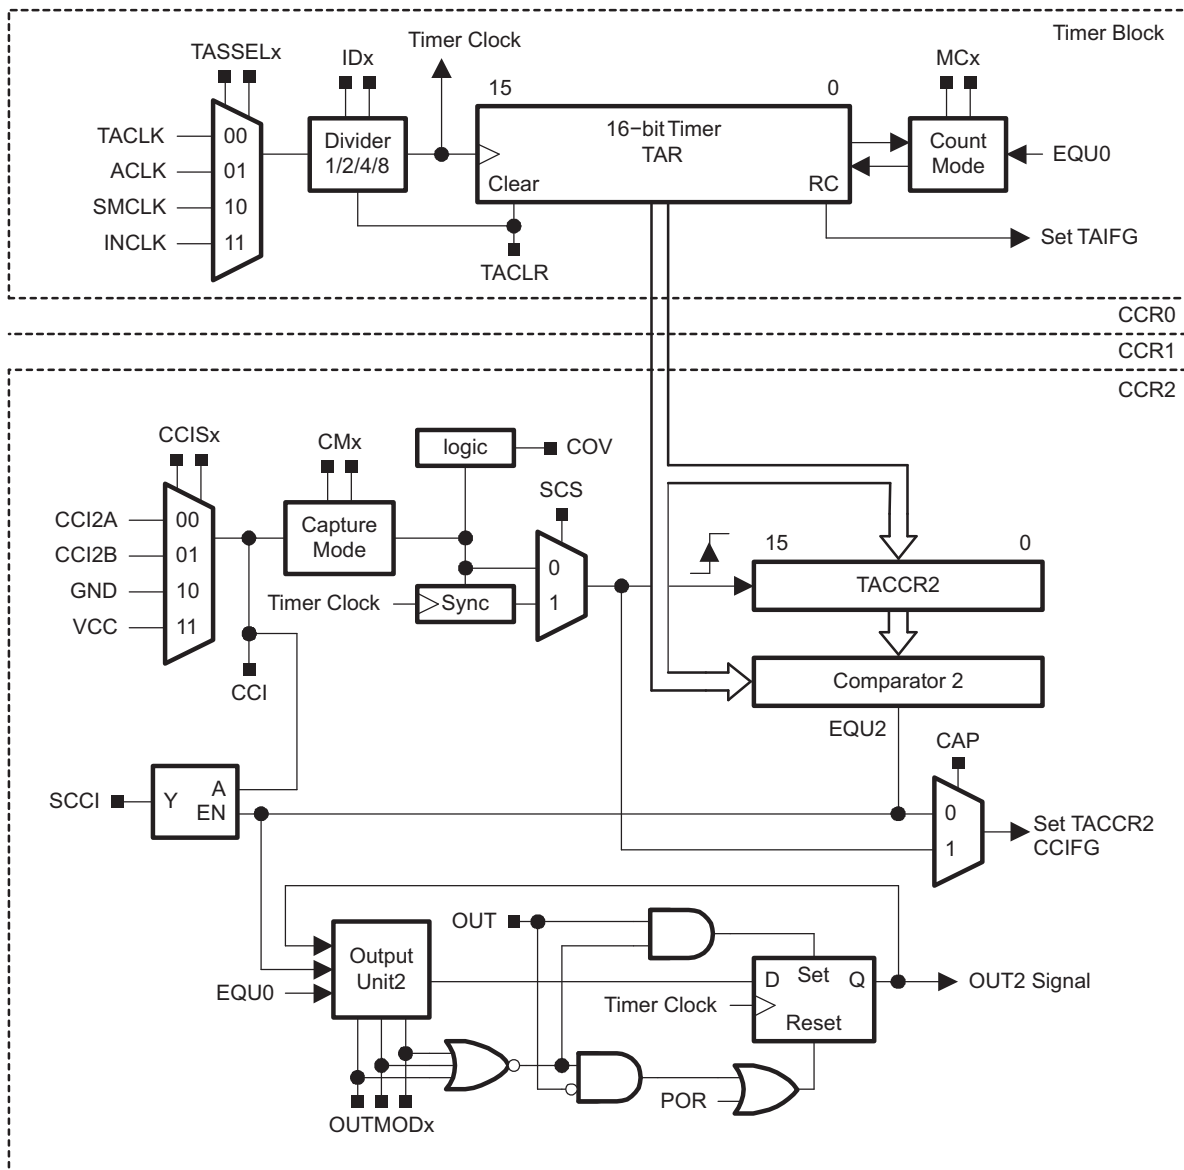 Timer Block
Timer Clock
TASSELx
IDx
MCx
15
0
TACLK
00
ACLK
01
SMCLK
10
INCLK
11
Divider
1/2/4/8
16−bit Timer
TAR
Clear
RC
Count
Mode
EQU0
Set TAIFG
TACLR
CCR0
CCR1
CCR2
CCISx
CMx
logic
COV
SCS
CCI2A
00
CCI2B
01
GND
10
VCC
11
Capture
Mode
Timer Clock
Sync
0
1
15
0
TACCR2
CCI
Comparator 2
EQU2
CAP
SCCI
Y
A
EN
0
1
Set TACCR2
CCIFG
OUT
Output
Unit2
EQU0
D
Set
Q
Timer Clock
Reset
OUT2 Signal
POR
OUTMODx